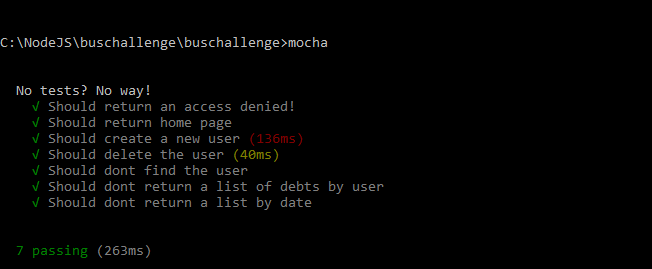 C:\NodeJS\buschallenge\buschallenge>mocha
No tests? No way!
√ Should return an access denied!
√ Should return home page
√ Should create a new user (136ms)
√ Should delete the user (40ms)
√ Should dont find the user
√ Should dont return a list of debts by user
√ Should dont return a list by date
7 passing (263ms)